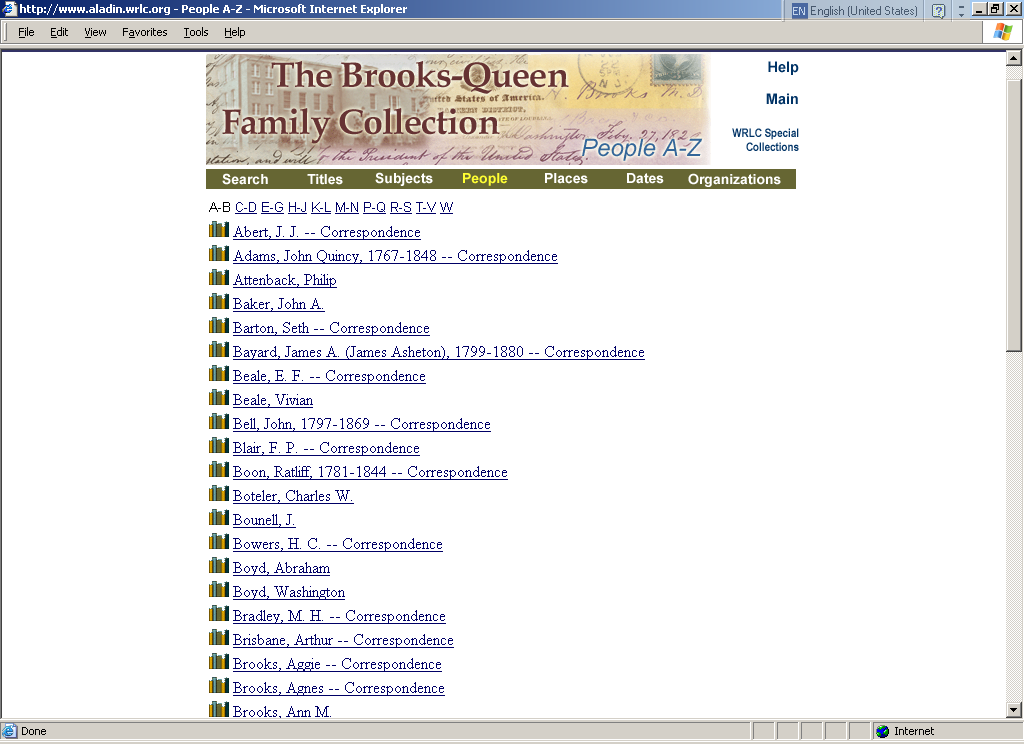 http://www.aladin.wrlc.org - People A-Z - Microsoft Internet Explorer
EN English (United States)
File Edit View Favorites Tools Help
The Brooks-Queen
Family Collection
People A-Z
Help
Main
WRLC Special
Collections
Search Titles Subjects People Places Dates Organizations
A-B C-D E-G H-J K-L M-N P-Q R-S T-V W
Abert, J. J. -- Correspondence
Adams, John Quincy, 1767-1848 -- Correspondence
Attenback, Philip
Baker, John A.
Barton, Seth -- Correspondence
Bayard, James A. (James Asheton), 1799-1880 -- Correspondence
Beale, E. F. -- Correspondence
Beale, Vivian
Bell, John, 1797-1869 -- Correspondence
Blair, F. P. -- Correspondence
Boon, Ratliff, 1781-1844 -- Correspondence
Boteler, Charles W.
Bounell, J.
Bowers, H. C. -- Correspondence
Boyd, Abraham
Boyd, Washington
Bradley, M. H. -- Correspondence
Brisbane, Arthur -- Correspondence
Brooks, Aggie -- Correspondence
Brooks, Agnes -- Correspondence
Brooks, Ann M.
Done
Internet